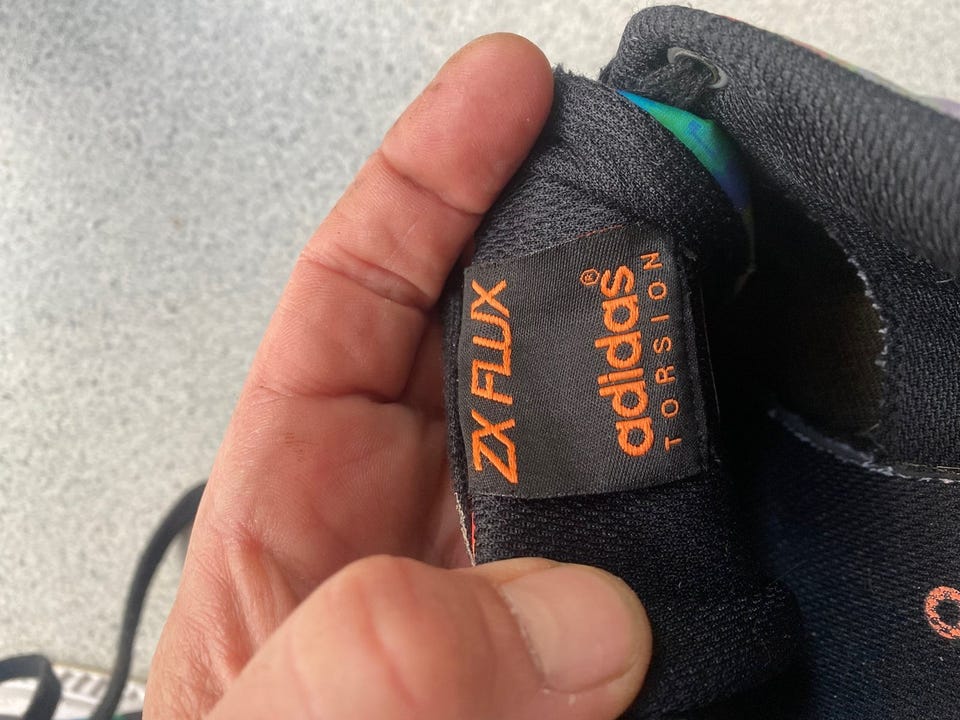 ZX FLUX
adidas®
TORSION